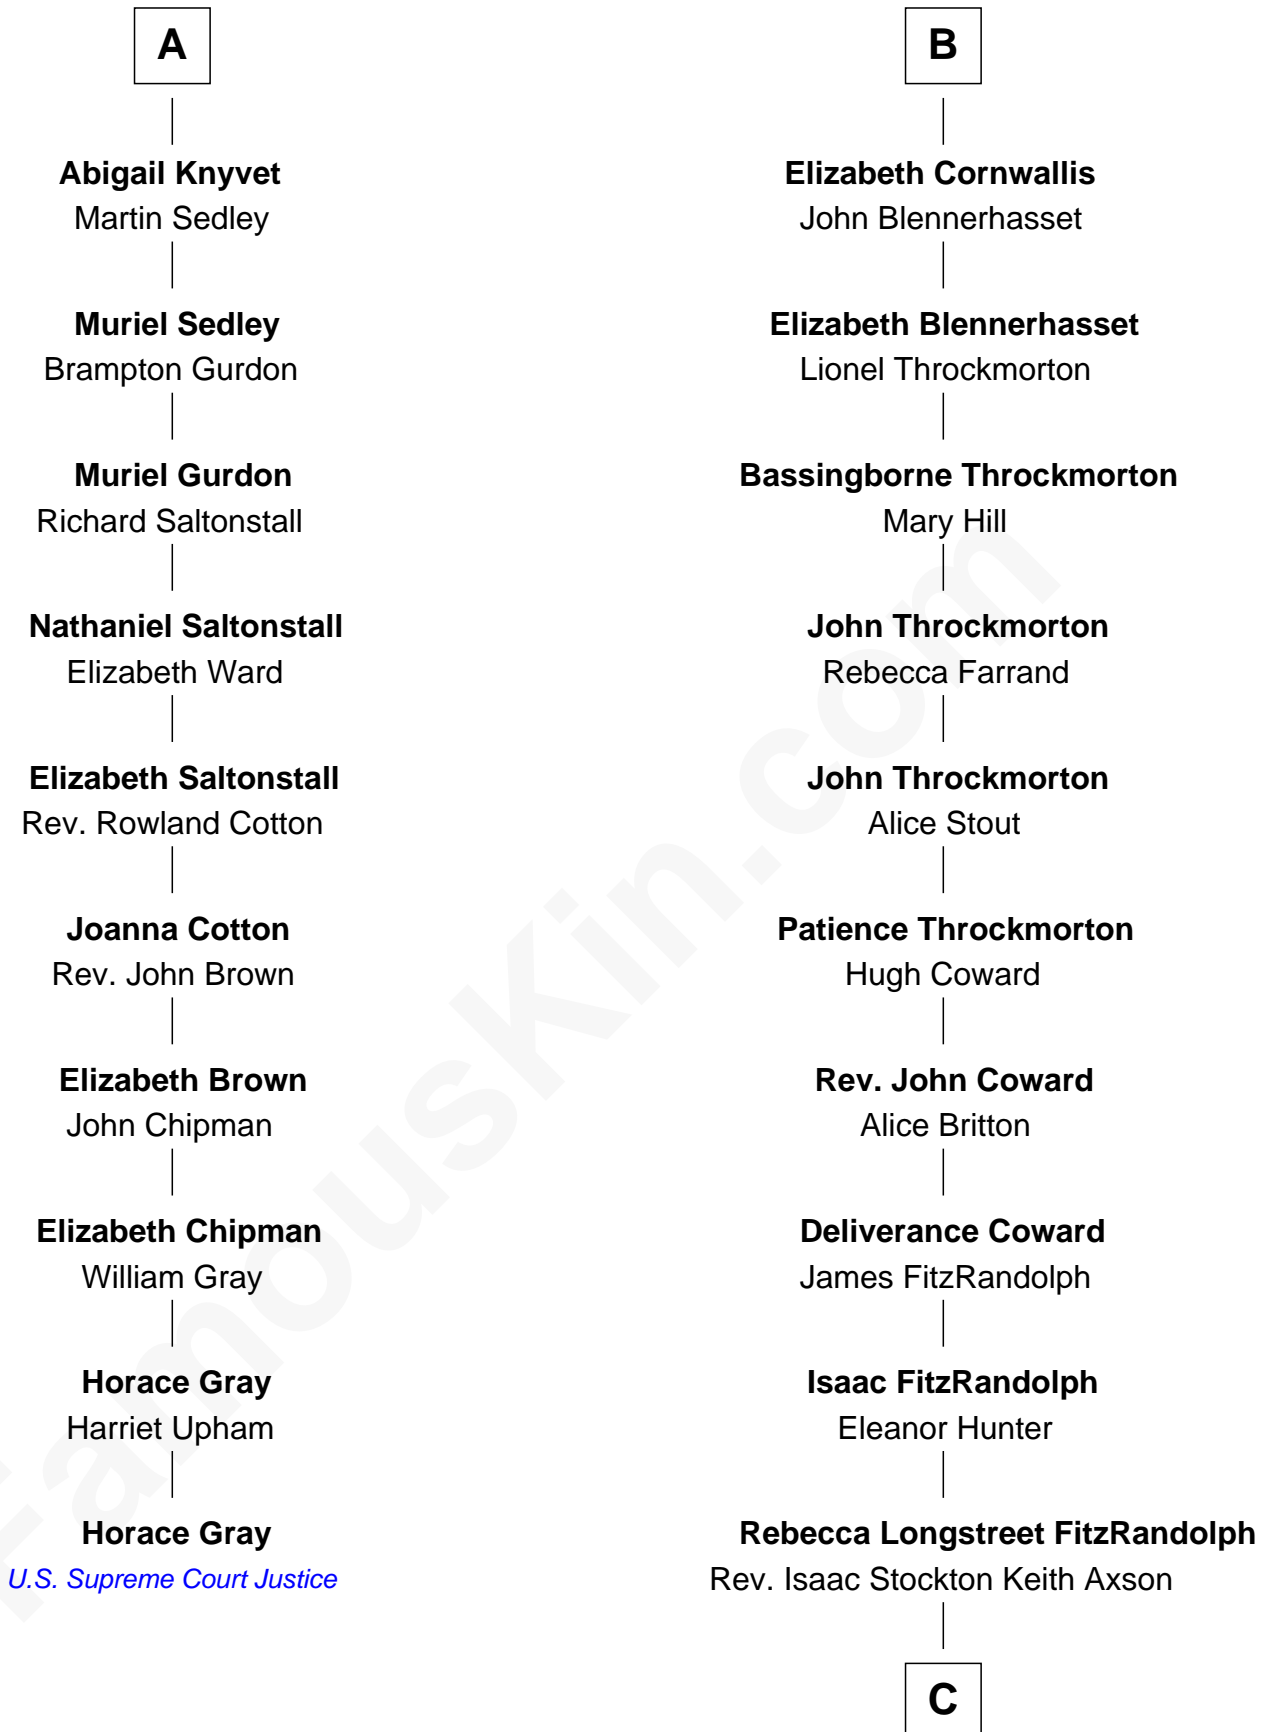 A
Abigail Knyvet
Martin Sedley
Muriel Sedley
Brampton Gurdon
Muriel Gurdon
Richard Saltonstall
Nathaniel Saltonstall
Elizabeth Ward
Elizabeth Saltonstall
Rev. Rowland Cotton
Joanna Cotton
Rev. John Brown
Elizabeth Brown
John Chipman
Elizabeth Chipman
William Gray
Horace Gray
Harriet Upham
Horace Gray
U.S. Supreme Court Justice
B
Elizabeth Cornwallis
John Blennerhasset
Elizabeth Blennerhasset
Lionel Throckmorton
Bassingborne Throckmorton
Mary Hill
John Throckmorton
Rebecca Farrand
John Throckmorton
Alice Stout
Patience Throckmorton
Hugh Coward
Rev. John Coward
Alice Britton
Deliverance Coward
James FitzRandolph
Isaac FitzRandolph
Eleanor Hunter
Rebecca Longstreet FitzRandolph
Rev. Isaac Stockton Keith Axson
C
FamousKin.com